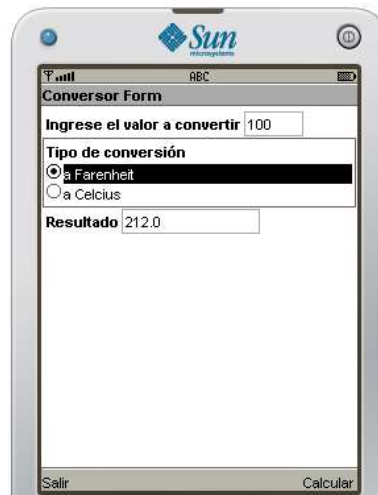 Sun
microsystems
ABC
Conversor Form
Ingrese el valor a convertir 100
Tipo de conversión
a Farenheit
a Celcius
Resultado 212.0
Salir Calcular